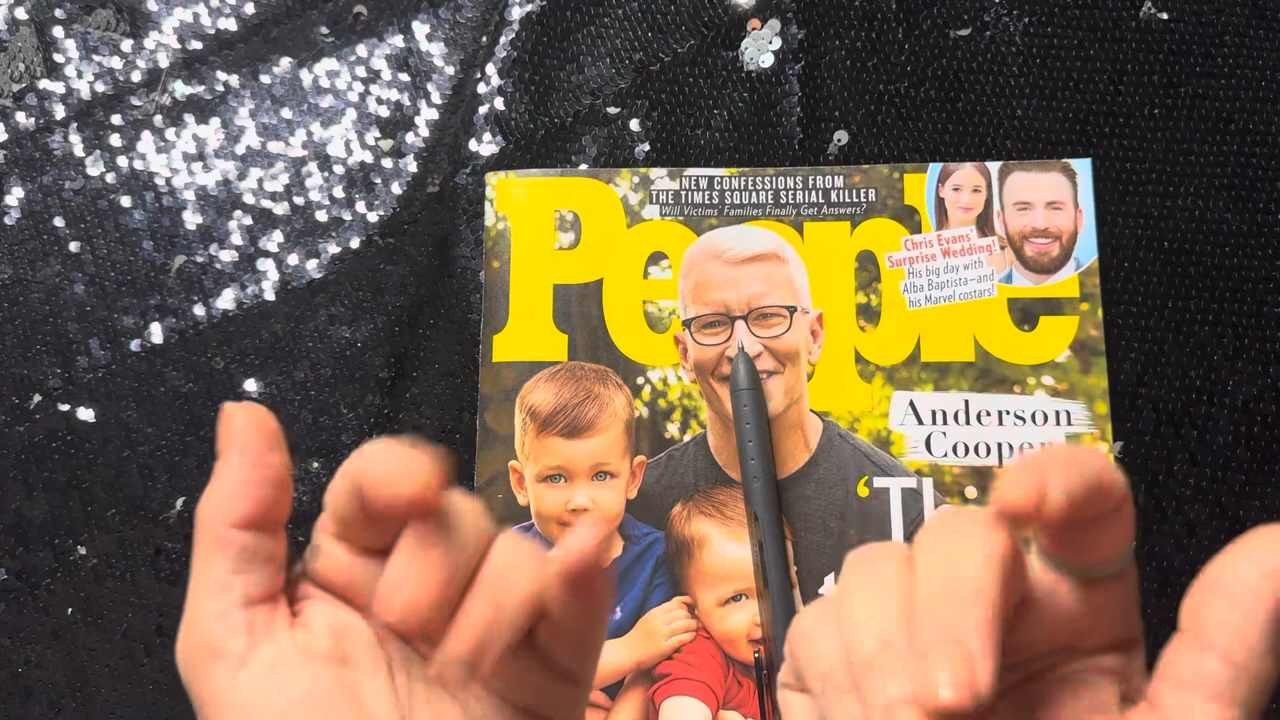 People
NEW CONFESSIONS FROM
THE TIMES SQUARE SERIAL KILLER
Will Victims' Families Finally Get Answers?
Chris Evans'
Surprise Wedding!
His big day with
Alba Baptista—and
his Marvel costars!
Anderson
Cooper